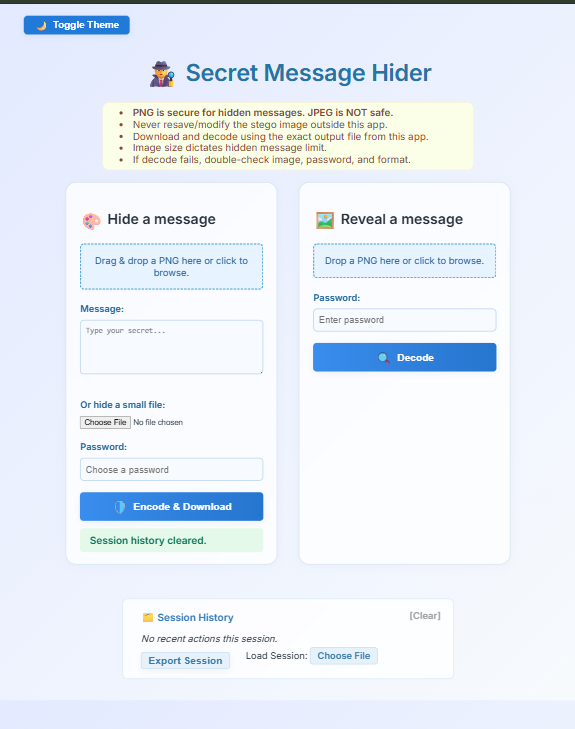 Toggle Theme
Secret Message Hider
PNG is secure for hidden messages. JPEG is NOT safe.
Never resave/modify the stego image outside this app.
Download and decode using the exact output file from this app.
Image size dictates hidden message limit.
If decode fails, double-check image, password, and format.
Hide a message
Drag & drop a PNG here or click to
browse.
Message:
Type your secret...
Or hide a small file:
Choose File No file chosen
Password:
Choose a password
Encode & Download
Session history cleared.
Reveal a message
Drop a PNG here or click to browse.
Password:
Enter password
Decode
Session History
[Clear]
No recent actions this session.
Export Session
Load Session: Choose File